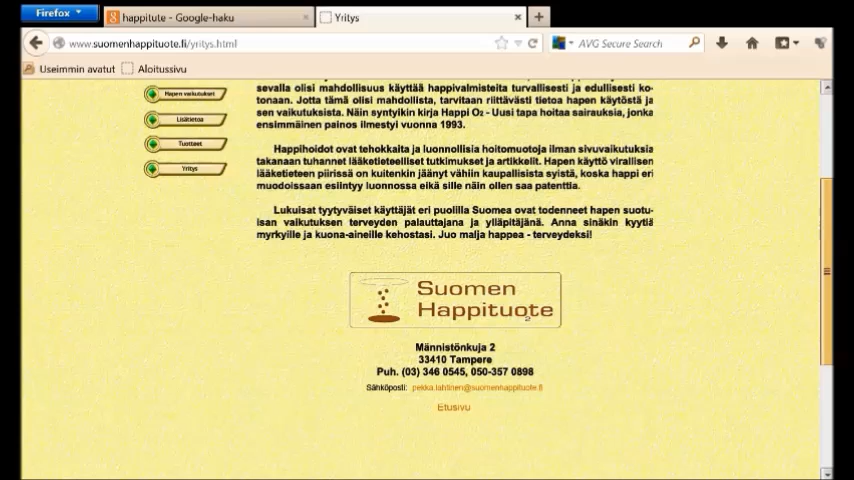 Firefox
happitute - Google-haku
Yritys
www.suomenhappituote.fi/yritys.html
AVG Secure Search
Useimmin avatut
Aloitussivu
Hapen vaikutukset
Lisätietoa
Tuotteet
Yritys
sevalla olisi mahdollisuus käyttää happivalmisteita turvallisesti ja edullisesti ko-
tonaan. Jotta tämä olisi mahdollista, tarvitaan riittävästi tietoa hapen käytöstä ja
sen vaikutuksista. Näin syntyikin kirja Happi O₂ - Uusi tapa hoitaa sairauksia, jonka
ensimmäinen painos ilmestyi vuonna 1993.
Happihoidot ovat tehokkaita ja luonnollisia hoitomuotoja ilman sivuvaikutuksia
takanaan tuhannet lääketieteelliset tutkimukset ja artikkelit. Hapen käyttö virallisen
lääketieteen piirissä on kuitenkin jäänyt vähiin kaupallisista syistä, koska happi eri
muodoissaan esiintyy luonnossa eikä sille näin ollen saa patenttia.
Lukuisat tyytyväiset käyttäjät eri puolilla Suomea ovat todenneet hapen suotu-
isan vaikutuksen terveyden palauttajana ja ylläpitäjänä. Anna sinäkin kyytiä
myrkyille ja kuona-aineille kehostasi. Juo malja happea - terveydeksi!
Suomen
Happituote
2
Männistönkuja 2
33410 Tampere
Puh. (03) 346 0545, 050-357 0898
Sähköposti: pekka.lahtinen@suomenhappituote.fi
Etusivu